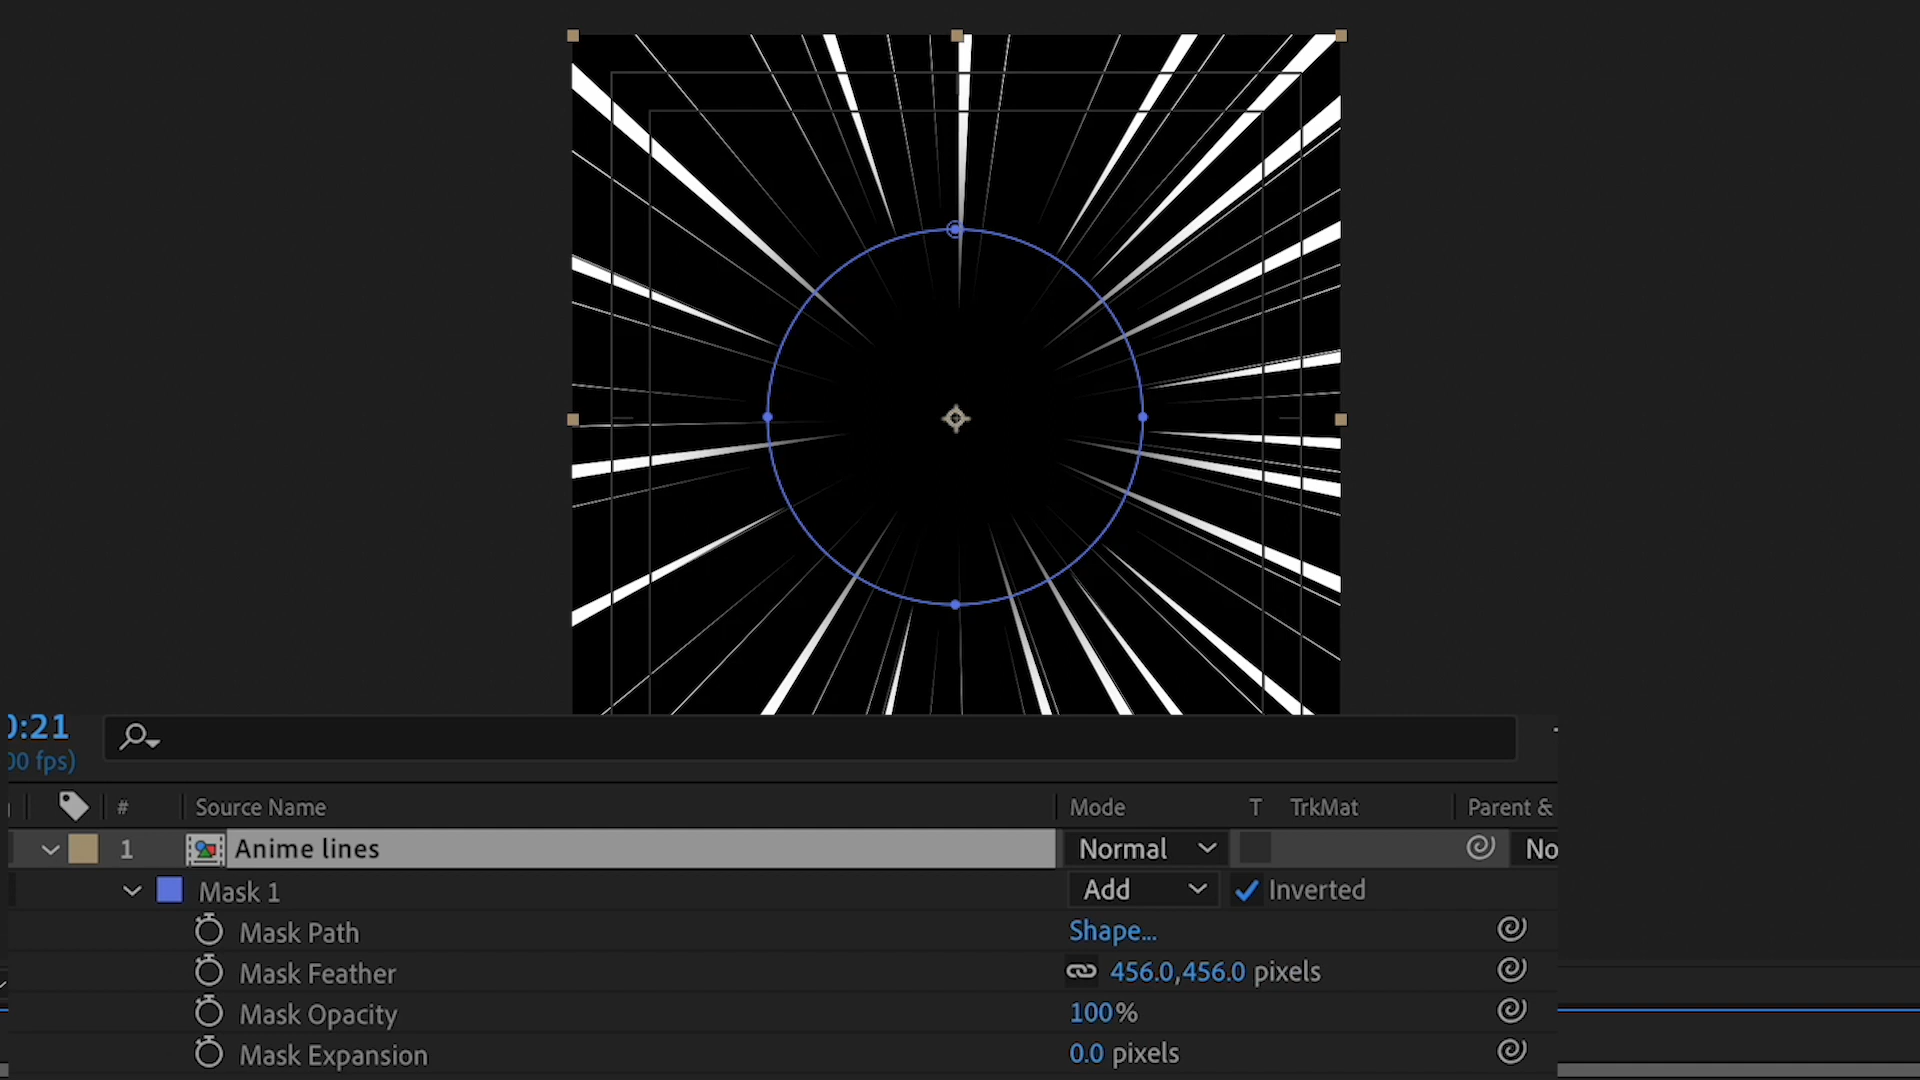 0:21
00 fps)
# Source Name Mode T TrkMat Parent &
1 Anime lines Normal No
Mask 1 Add Inverted
Mask Path Shape...
Mask Feather 456.0,456.0 pixels
Mask Opacity 100%
Mask Expansion 0.0 pixels